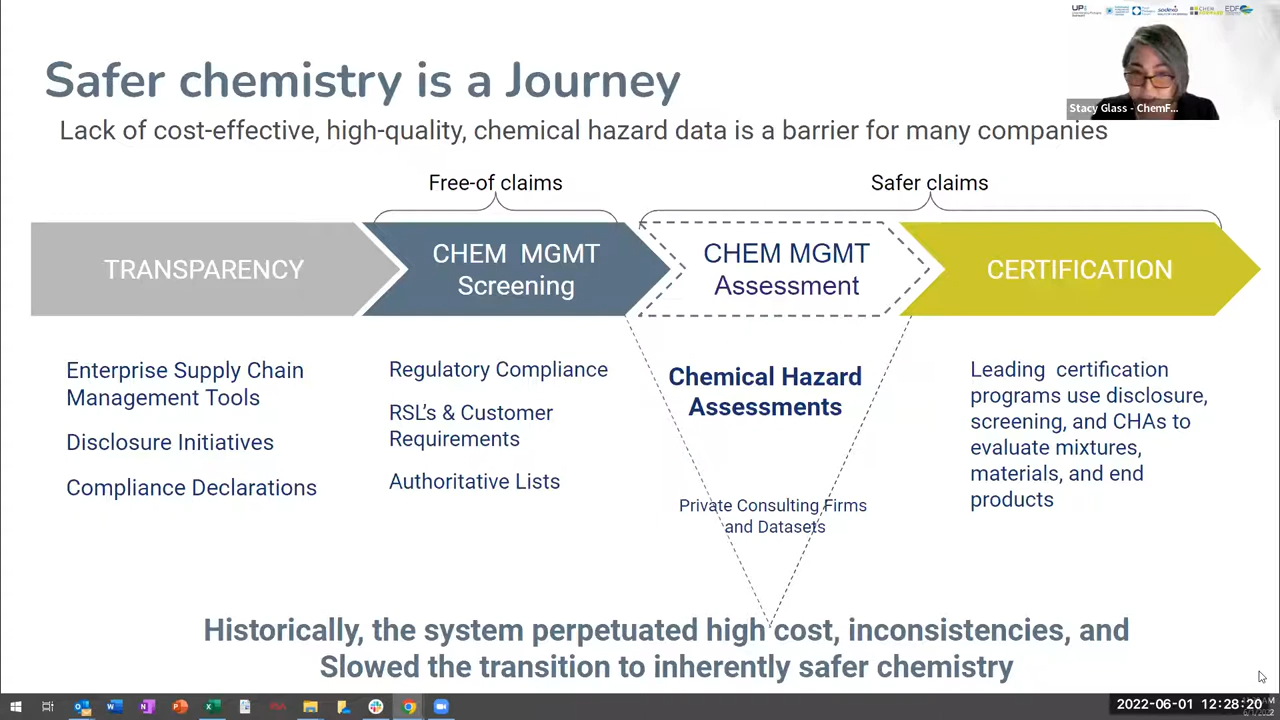 UP
CHEM
FORWARD
EDF
Safer chemistry is a Journey
Stacy Glass - ChemF...
Lack of cost-effective, high-quality, chemical hazard data is a barrier for many companies
Free-of claims
Safer claims
TRANSPARENCY
CHEM  MGMT
Screening
CHEM MGMT
Assessment
CERTIFICATION
Enterprise Supply Chain
Management Tools
Disclosure Initiatives
Compliance Declarations
Regulatory Compliance
RSL’s & Customer
Requirements
Authoritative Lists
Chemical Hazard
Assessments
Private Consulting Firms
and Datasets
Leading  certification
programs use disclosure,
screening, and CHAs to
evaluate mixtures,
materials, and end
products
Historically, the system perpetuated high cost, inconsistencies, and
Slowed the transition to inherently safer chemistry
2022-06-01 12:28:20